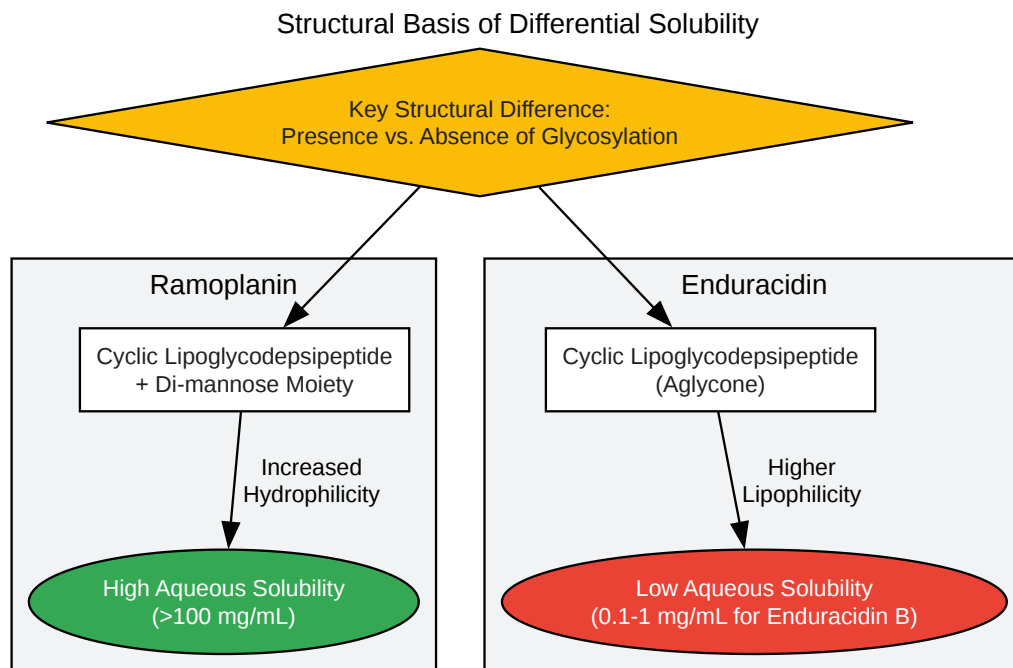 Structural Basis of Differential Solubility
Key Structural Difference:
Presence vs. Absence of Glycosylation
Ramoplanin
Cyclic Lipoglycodepsipeptide
+ Di-mannose Moiety
Increased
Hydrophilicity
High Aqueous Solubility
(>100 mg/mL)
Enduracidin
Cyclic Lipoglycodepsipeptide
(Aglycone)
Higher
Lipophilicity
Low Aqueous Solubility
(0.1-1 mg/mL for Enduracidin B)